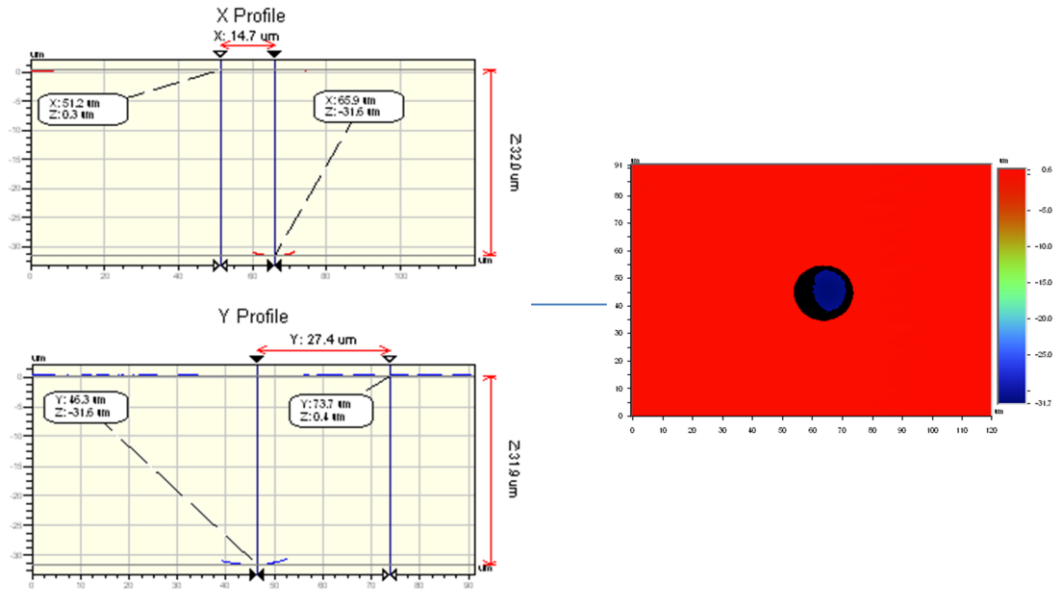 X Profile
X: 14.7 um
um
X: 51.2 um
Z: 0.3 um
X: 65.9 um
Z: -31.6 um
Z: 32.0 um
0
-5
-10
-15
-20
-25
-30
0 20 40 60 80 100
um
Y Profile
Y: 27.4 um
um
Y: 46.3 um
Z: -31.6 um
Y: 73.7 um
Z: 0.4 um
Z: 31.9 um
0
-5
-10
-15
-20
-25
-30
0 10 20 30 40 50 60 70 80 90
um
um
91
80
70
60
50
40
30
20
10
0
0 10 20 30 40 50 60 70 80 90 100 120
um
0.6
-5.0
-10.0
-15.0
-20.0
-25.0
-31.7
um